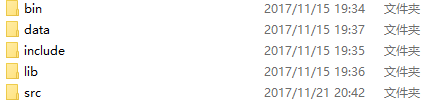 bin 2017/11/15 19:34 文件夹
data 2017/11/15 19:37 文件夹
include 2017/11/15 19:35 文件夹
lib 2017/11/15 19:36 文件夹
src 2017/11/21 20:42 文件夹